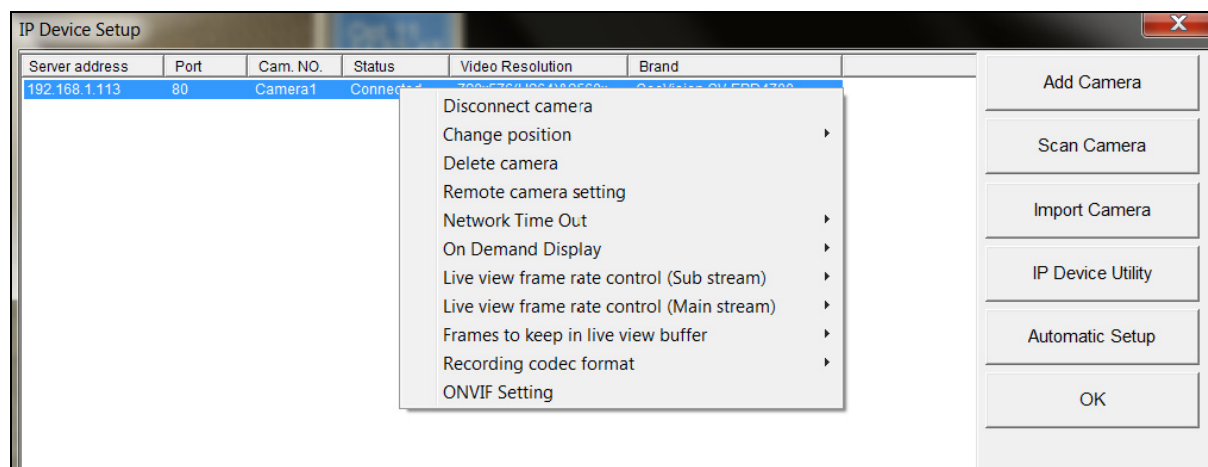 IP Device Setup
X
Server address Port Cam. NO. Status Video Resolution Brand
192.168.1.113 80 Camera1 Connected
Add Camera
Scan Camera
Import Camera
IP Device Utility
Automatic Setup
OK
Disconnect camera
Change position
Delete camera
Remote camera setting
Network Time Out
On Demand Display
Live view frame rate control (Sub stream)
Live view frame rate control (Main stream)
Frames to keep in live view buffer
Recording codec format
ONVIF Setting